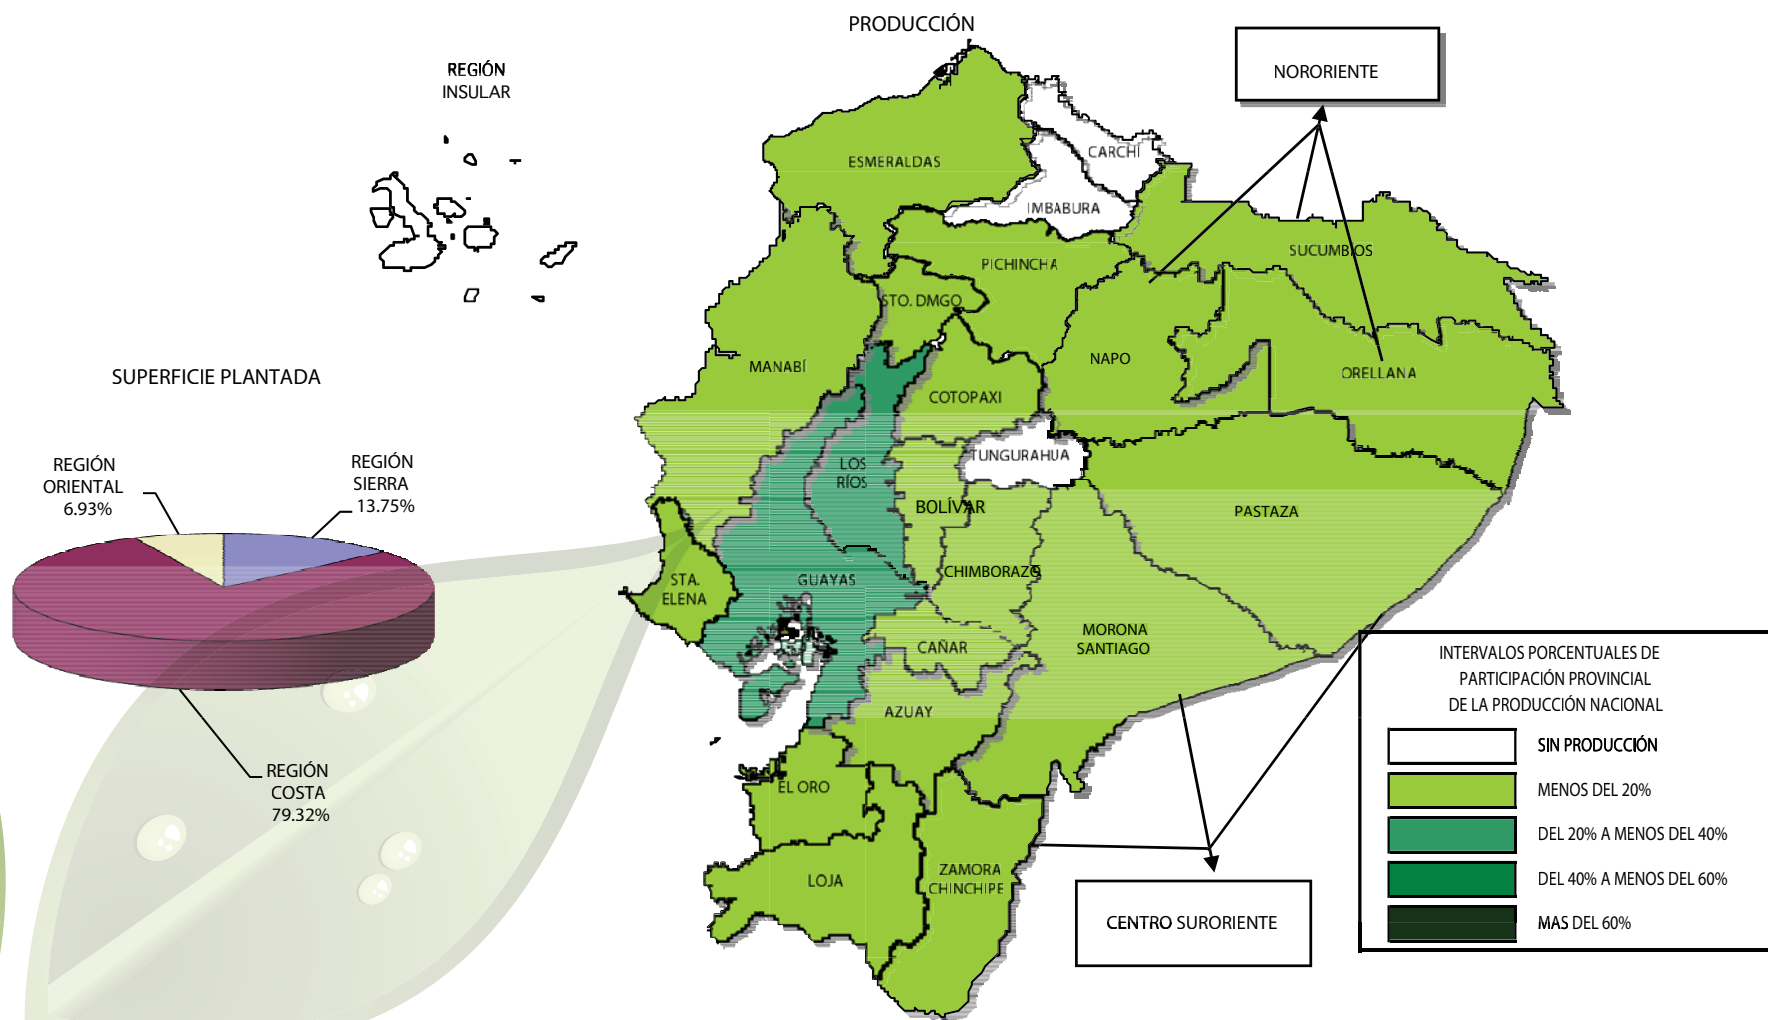 PRODUCCIÓN
REGIÓN
INSULAR
NORORIENTE
CARCHI
ESMERALDAS
IMBABURA
SUCUMBIOS
PICHINCHA
STO. DMGO
NAPO
MANABÍ
ORELLANA
COTOPAXI
SUPERFICIE PLANTADA
TUNGURAHUA
LOS
RÍOS
BOLÍVAR
PASTAZA
REGIÓN
ORIENTAL
6.93%
REGIÓN
SIERRA
13.75%
CHIMBORAZO
GUAYAS
STA.
ELENA
MORONA
SANTIAGO
CAÑAR
AZUAY
EL ORO
REGIÓN
COSTA
79.32%
LOJA
ZAMORA
CHINCHIPE
CENTRO SURORIENTE
INTERVALOS PORCENTUALES DE
PARTICIPACIÓN PROVINCIAL
DE LA PRODUCCIÓN NACIONAL
SIN PRODUCCIÓN
MENOS DEL 20%
DEL 20% A MENOS DEL 40%
DEL 40% A MENOS DEL 60%
MAS DEL 60%